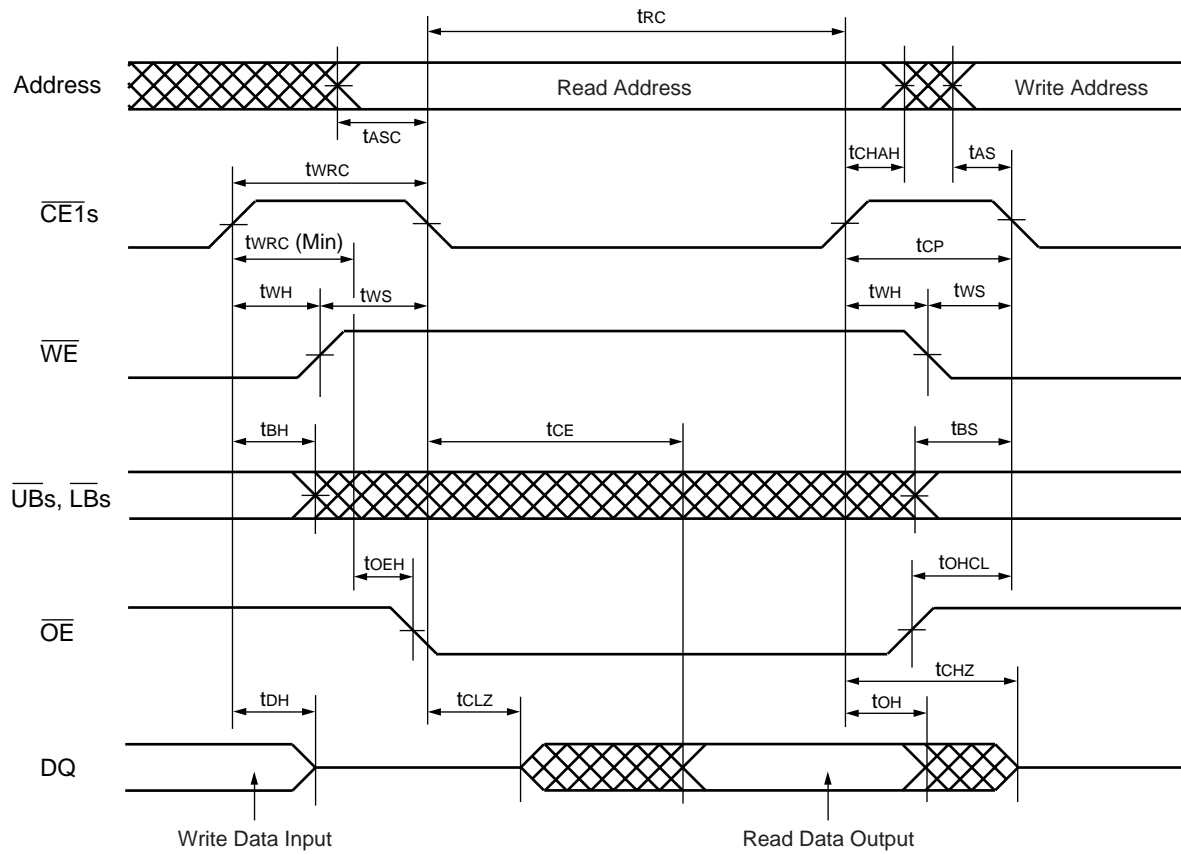 tRC
Address
Read Address
Write Address
tASC
tCHAH
tAS
tWRC
CE1s
tWRC (Min)
tCP
tWH
tWS
tWH
tWS
WE
tBH
tCE
tBS
UBs, LBs
tOEH
tOHCL
OE
tCHZ
tDH
tCLZ
tOH
DQ
Write Data Input
Read Data Output